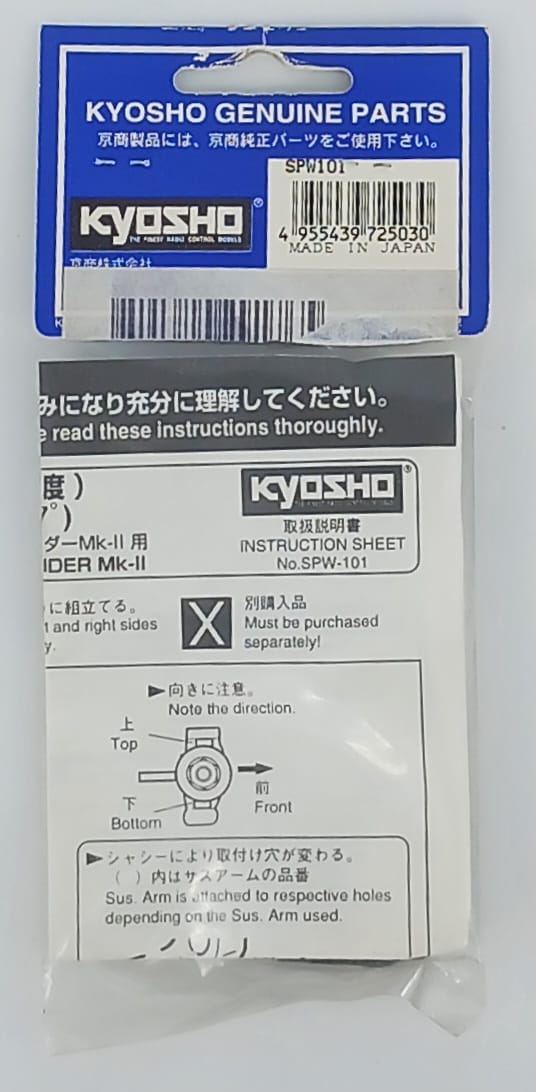 KYOSHO GENUINE PARTS
京商製品には、京商純正パーツをご使用下さい。
SPW101
KYOSHO®
THE FINEST RADIO CONTROL MODELS
4 955439 725030
MADE IN JAPAN
京商株式会社
みになり充分に理解してください。
e read these instructions thoroughly.
度)
7°)
KYOSHO®
取扱説明書
ダーMk-II 用
INSTRUCTION SHEET
IDER Mk-II
No.SPW-101
に組立てる。
t and right sides
y.
X
別購入品
Must be purchased
separately!
▶向きに注意。
Note the direction.
上
Top
前
Front
下
Bottom
▶シャシーにより取付け穴が変わる。
( )内はサスアームの品番
Sus. Arm is attached to respective holes
depending on the Sus. Arm used.